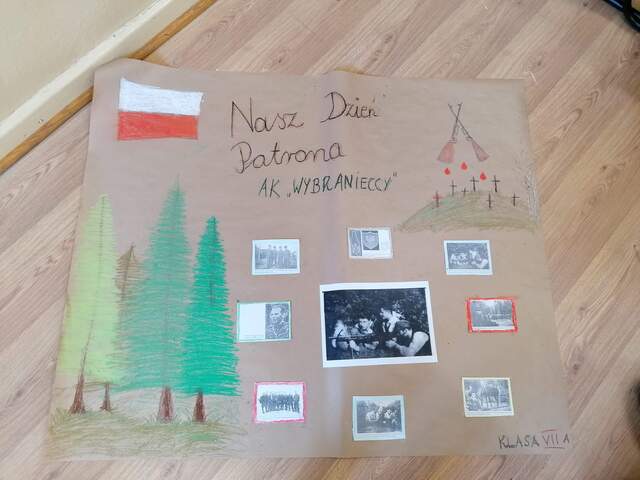 Nasz Dzień
Patrona
AK „WYBRANIECCY"
KLASA VII A